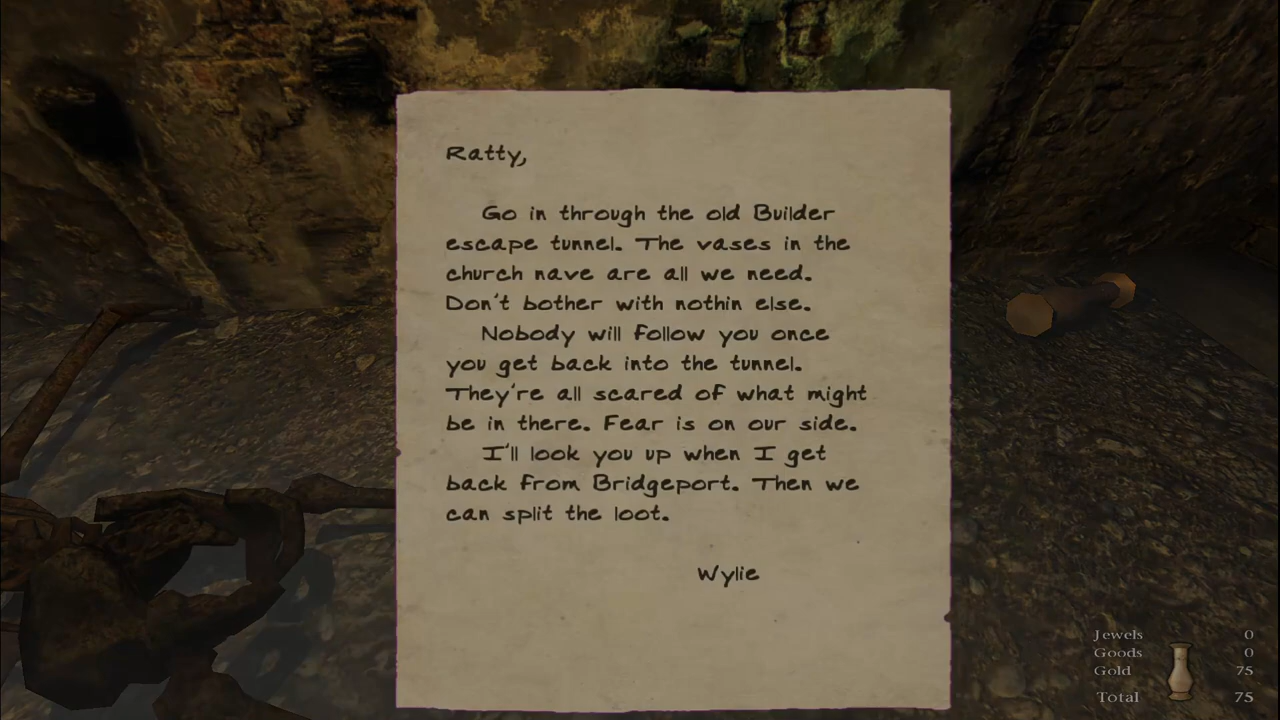 Ratty,
Go in through the old Builder
escape tunnel. The vases in the
church nave are all we need.
Don't bother with nothin else.
Nobody will follow you once
you get back into the tunnel.
They're all scared of what might
be in there. Fear is on our side.
I'll look you up when I get
back from Bridgeport. Then we
can split the loot.
Wylie
Jewels 0
Goods 0
Gold 75
Total 75